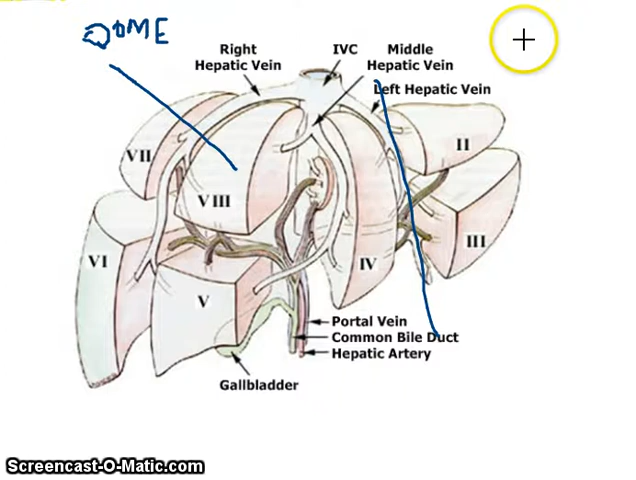 DOME
Right
Hepatic Vein
IVC
Middle
Hepatic Vein
Left Hepatic Vein
VII
II
VIII
III
VI
IV
V
Portal Vein
Common Bile Duct
Hepatic Artery
Gallbladder
Screencast-O-Matic.com